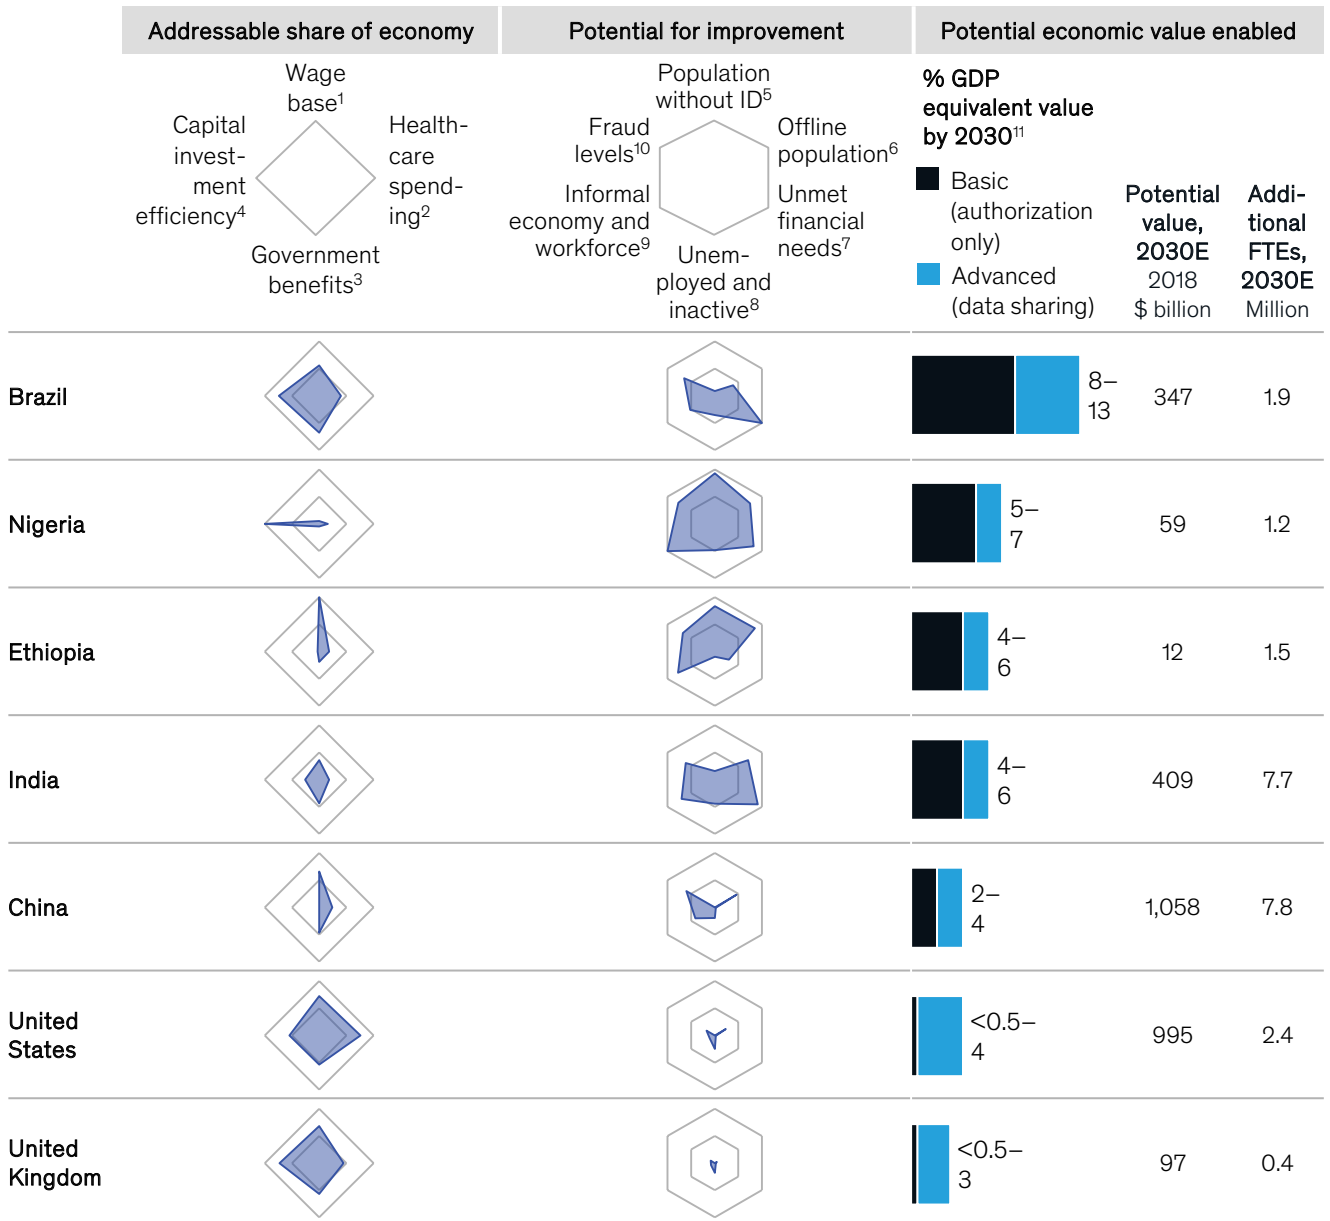 Addressable share of economy
Potential for improvement
Potential economic value enabled
Wage
base¹
Capital
invest-
ment
efficiency⁴
Health-
care
spend-
ing²
Government
benefits³
Population
without ID⁵
Fraud
levels¹⁰
Offline
population⁶
Informal
economy and
workforce⁹
Unmet
financial
needs⁷
Unem-
ployed and
inactive⁸
% GDP
equivalent value
by 2030¹¹
Basic
(authorization
only)
Advanced
(data sharing)
Potential
value,
2030E
2018
$ billion
Addi-
tional
FTEs,
2030E
Million
Brazil
8–
13
347
1.9
Nigeria
5–
7
59
1.2
Ethiopia
4–
6
12
1.5
India
4–
6
409
7.7
China
2–
4
1,058
7.8
United
States
<0.5–
4
995
2.4
United
Kingdom
<0.5–
3
97
0.4